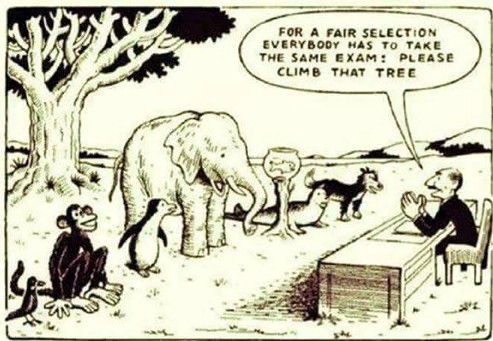 FOR A FAIR SELECTION
EVERYBODY HAS TO TAKE
THE SAME EXAM: PLEASE
CLIMB THAT TREE